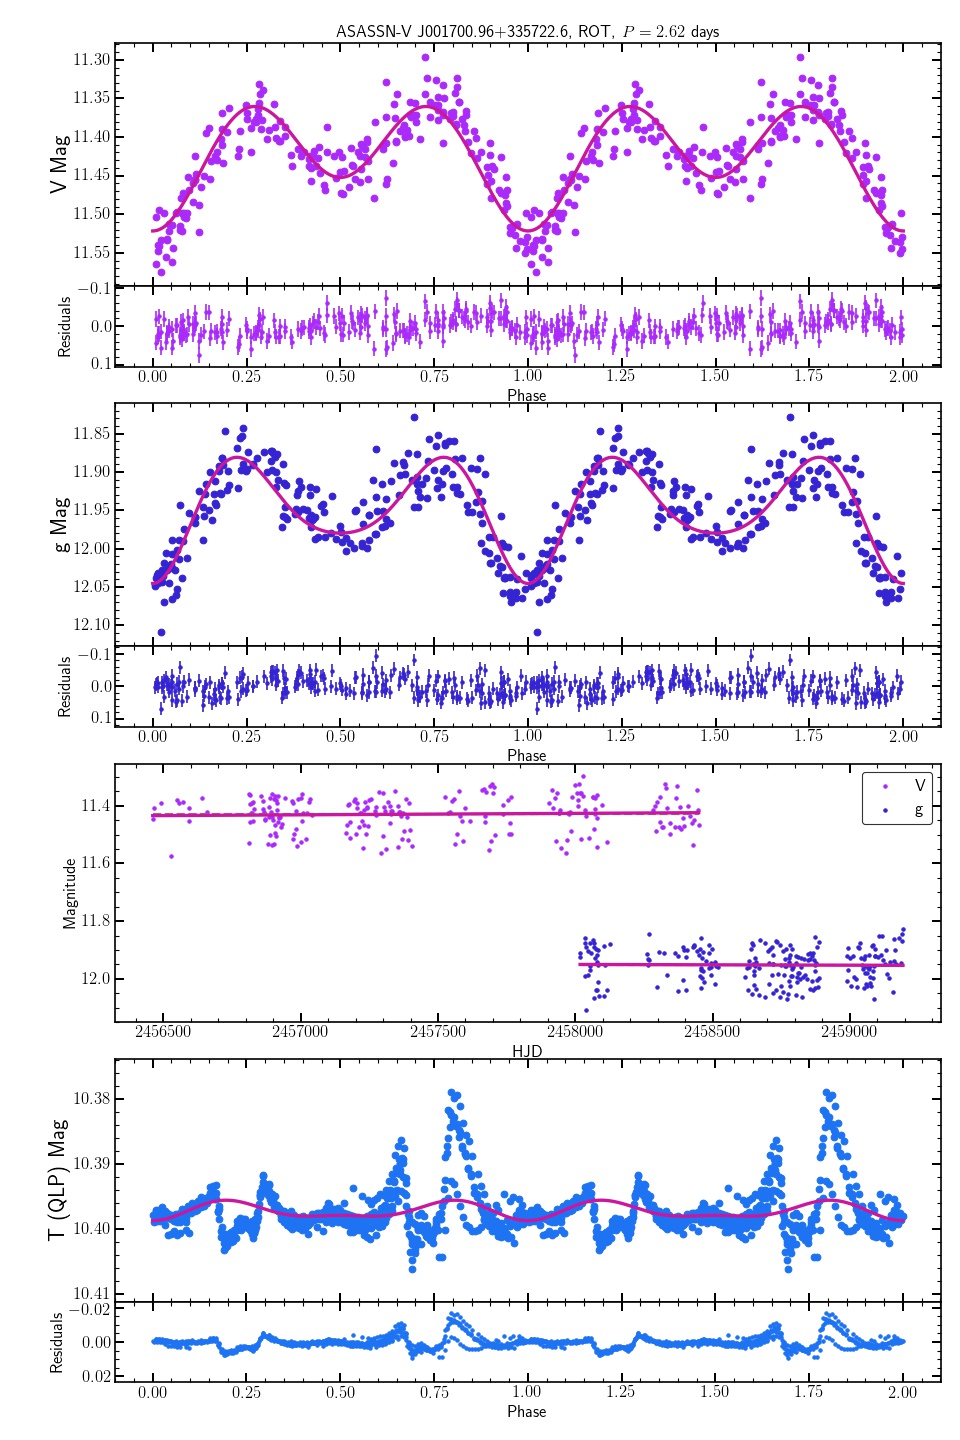 ASASSN-V J001700.96+335722.6, ROT, P = 2.62 days
V Mag
11.30
11.35
11.40
11.45
11.50
11.55
Residuals
−0.1
0.0
0.1
0.00 0.25 0.50 0.75 1.00 1.25 1.50 1.75 2.00
Phase
g Mag
11.85
11.90
11.95
12.00
12.05
12.10
Residuals
−0.1
0.0
0.1
0.00 0.25 0.50 0.75 1.00 1.25 1.50 1.75 2.00
Phase
Magnitude
11.4
11.6
11.8
12.0
V
g
2456500 2457000 2457500 2458000 2458500 2459000
HJD
T (QLP) Mag
10.38
10.39
10.40
10.41
Residuals
−0.02
0.00
0.02
0.00 0.25 0.50 0.75 1.00 1.25 1.50 1.75 2.00
Phase